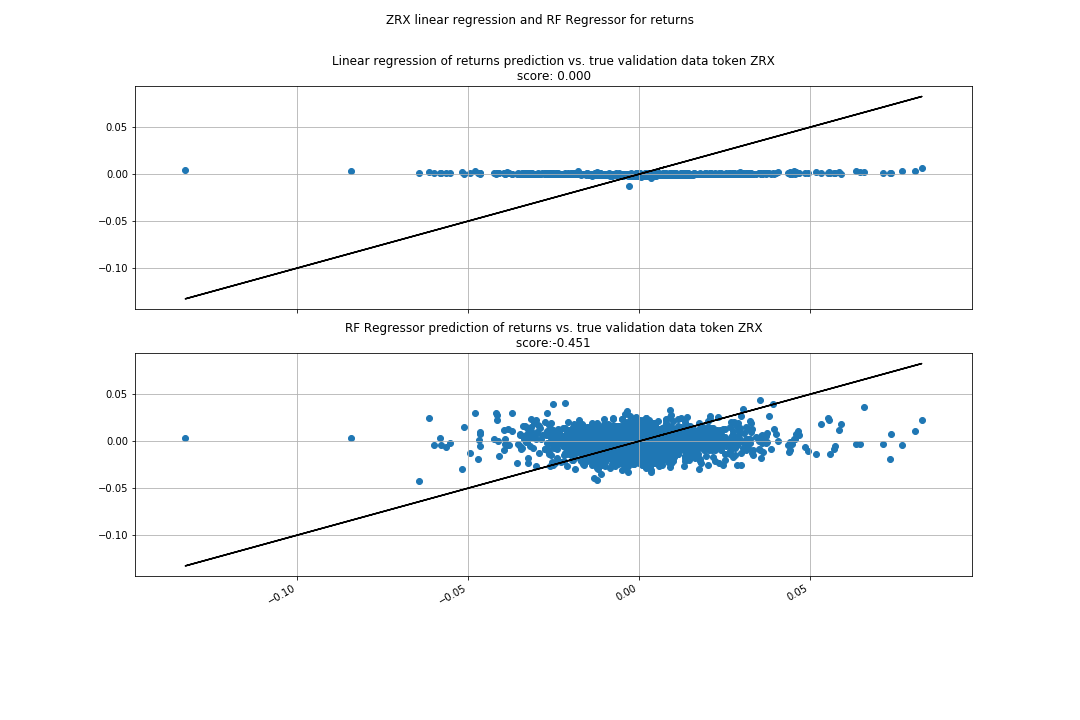 ZRX linear regression and RF Regressor for returns
Linear regression of returns prediction vs. true validation data token ZRX
score: 0.000
0.05
0.00
−0.05
−0.10
RF Regressor prediction of returns vs. true validation data token ZRX
score:-0.451
0.05
0.00
−0.05
−0.10
−0.10 −0.05 0.00 0.05